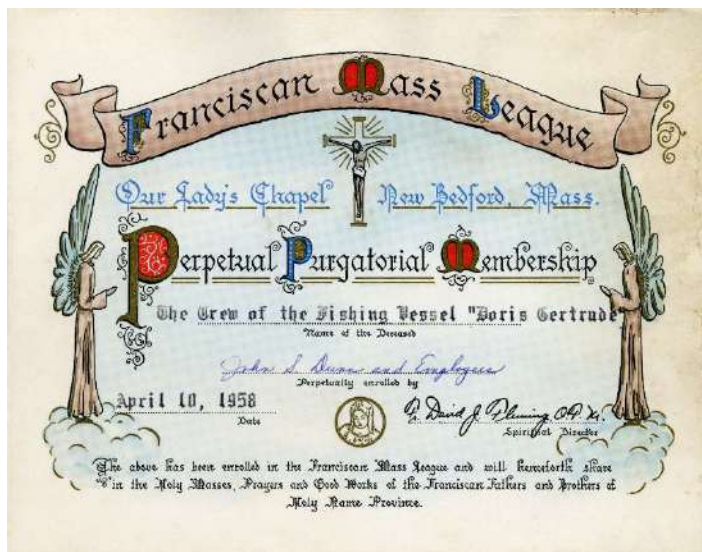 Franciscan Mass League
Our Lady's Chapel New Bedford, Mass.
Perpetual Purgatorial Membership
The Crew of the Fishing Vessel "Doris Gertrude"
Name of the Deceased
John S. Dunn and Employees
Perpetually enrolled by
April 10, 1958
Date
Fr. David J. Fleming, O.F.M.
Spiritual Director
The above has been enrolled in the Franciscan Mass League and will henceforth share
in the Holy Masses, Prayers and Good Works of the Franciscan Fathers and Brothers of
Holy Name Province.